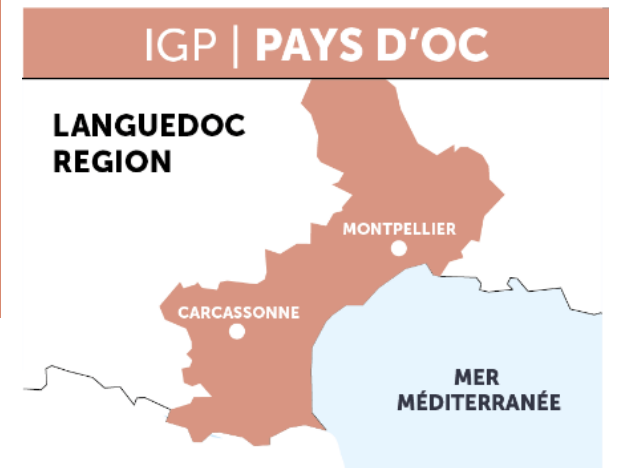 IGP | PAYS D'OC
LANGUEDOC
REGION
MONTPELLIER
CARCASSONNE
MER
MÉDITERRANÉE